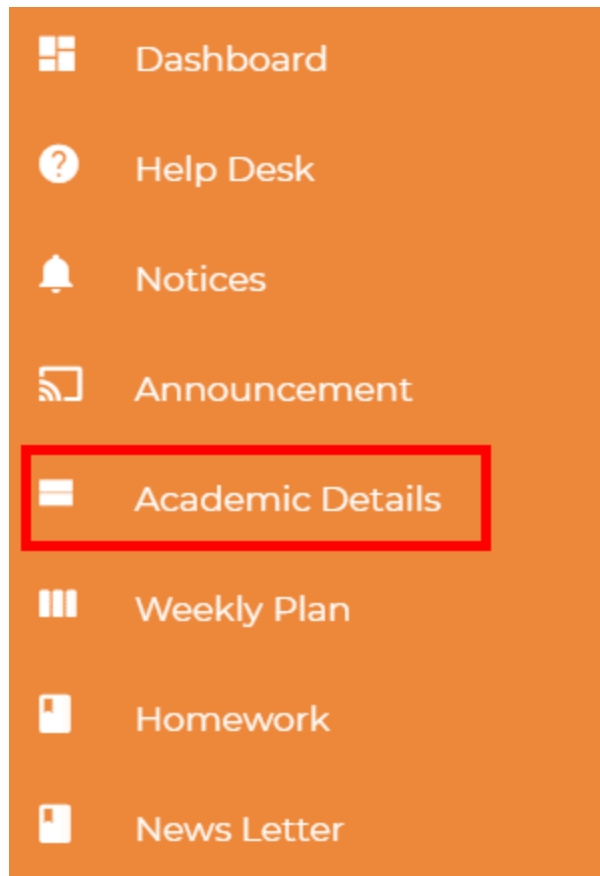 Dashboard
Help Desk
Notices
Announcement
Academic Details
Weekly Plan
Homework
News Letter